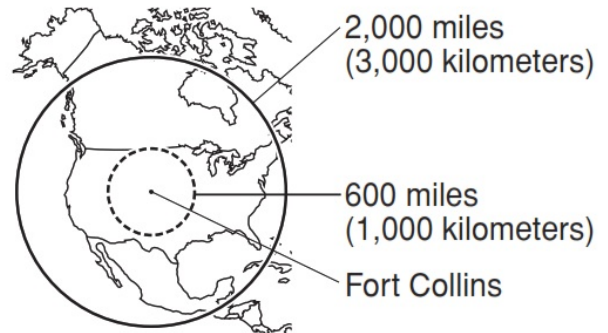 2,000 miles
(3,000 kilometers)
600 miles
(1,000 kilometers)
Fort Collins